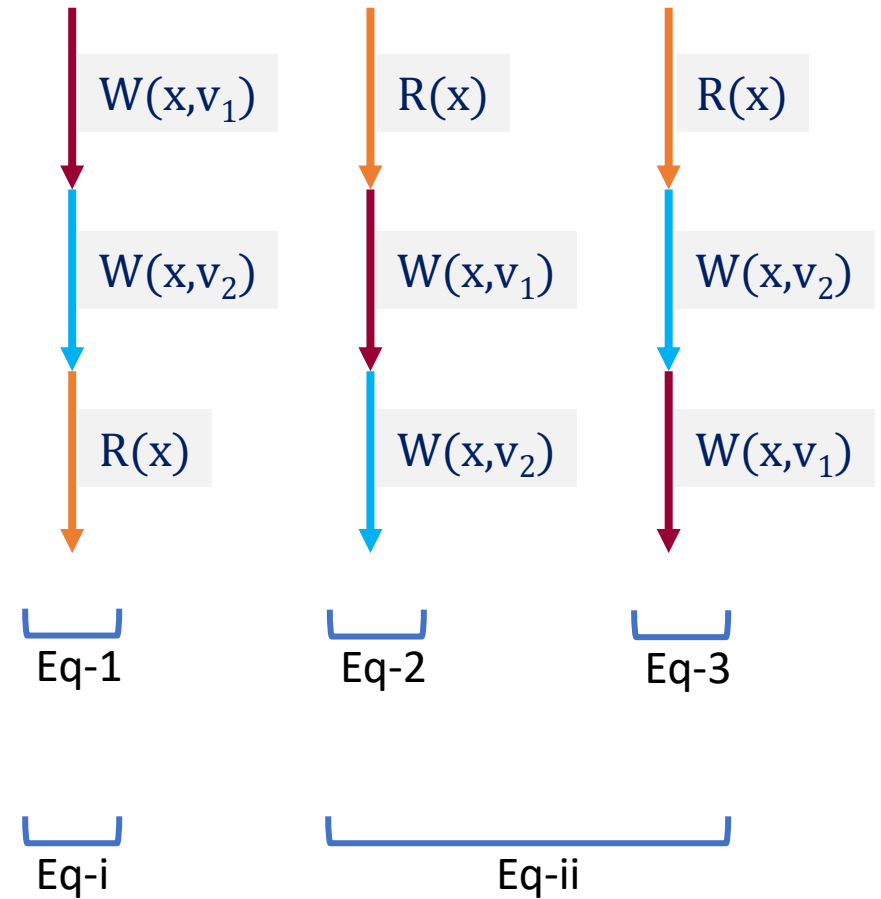 W(x,v₁) R(x) R(x)
W(x,v₂) W(x,v₁) W(x,v₂)
R(x) W(x,v₂) W(x,v₁)
Eq-1 Eq-2 Eq-3
Eq-i Eq-ii